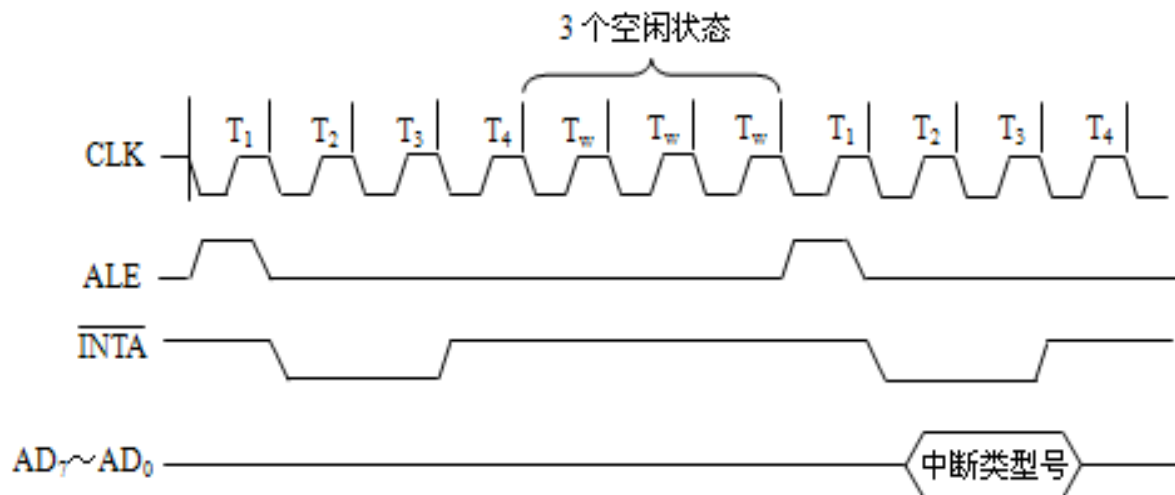 3 个空闲状态
T₁ T₂ T₃ T₄ Tw Tw Tw T₁ T₂ T₃ T₄
CLK
ALE
I̅N̅T̅A̅
AD₇～AD₀ 中断类型号